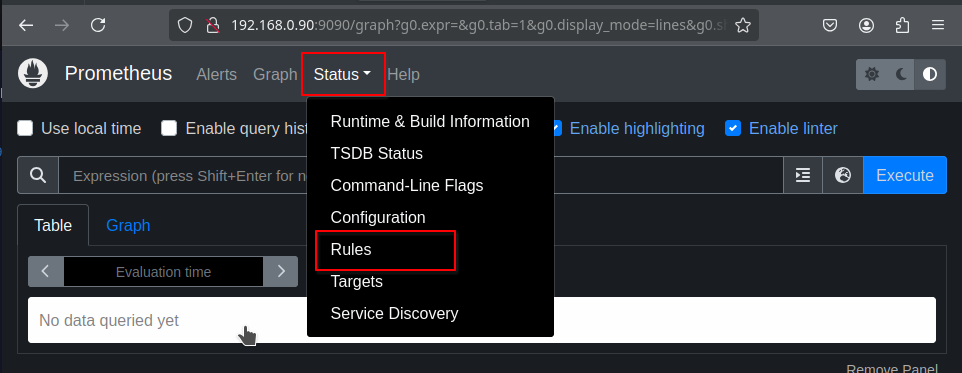 192.168.0.90:9090/graph?g0.expr=&g0.tab=1&g0.display_mode=lines&g0.s
Prometheus Alerts Graph Status Help
Use local time Enable query hist Enable highlighting Enable linter
Runtime & Build Information
TSDB Status
Command-Line Flags
Configuration
Rules
Targets
Service Discovery
Expression (press Shift+Enter for n Execute
Table Graph
Evaluation time
No data queried yet
Remove Panel